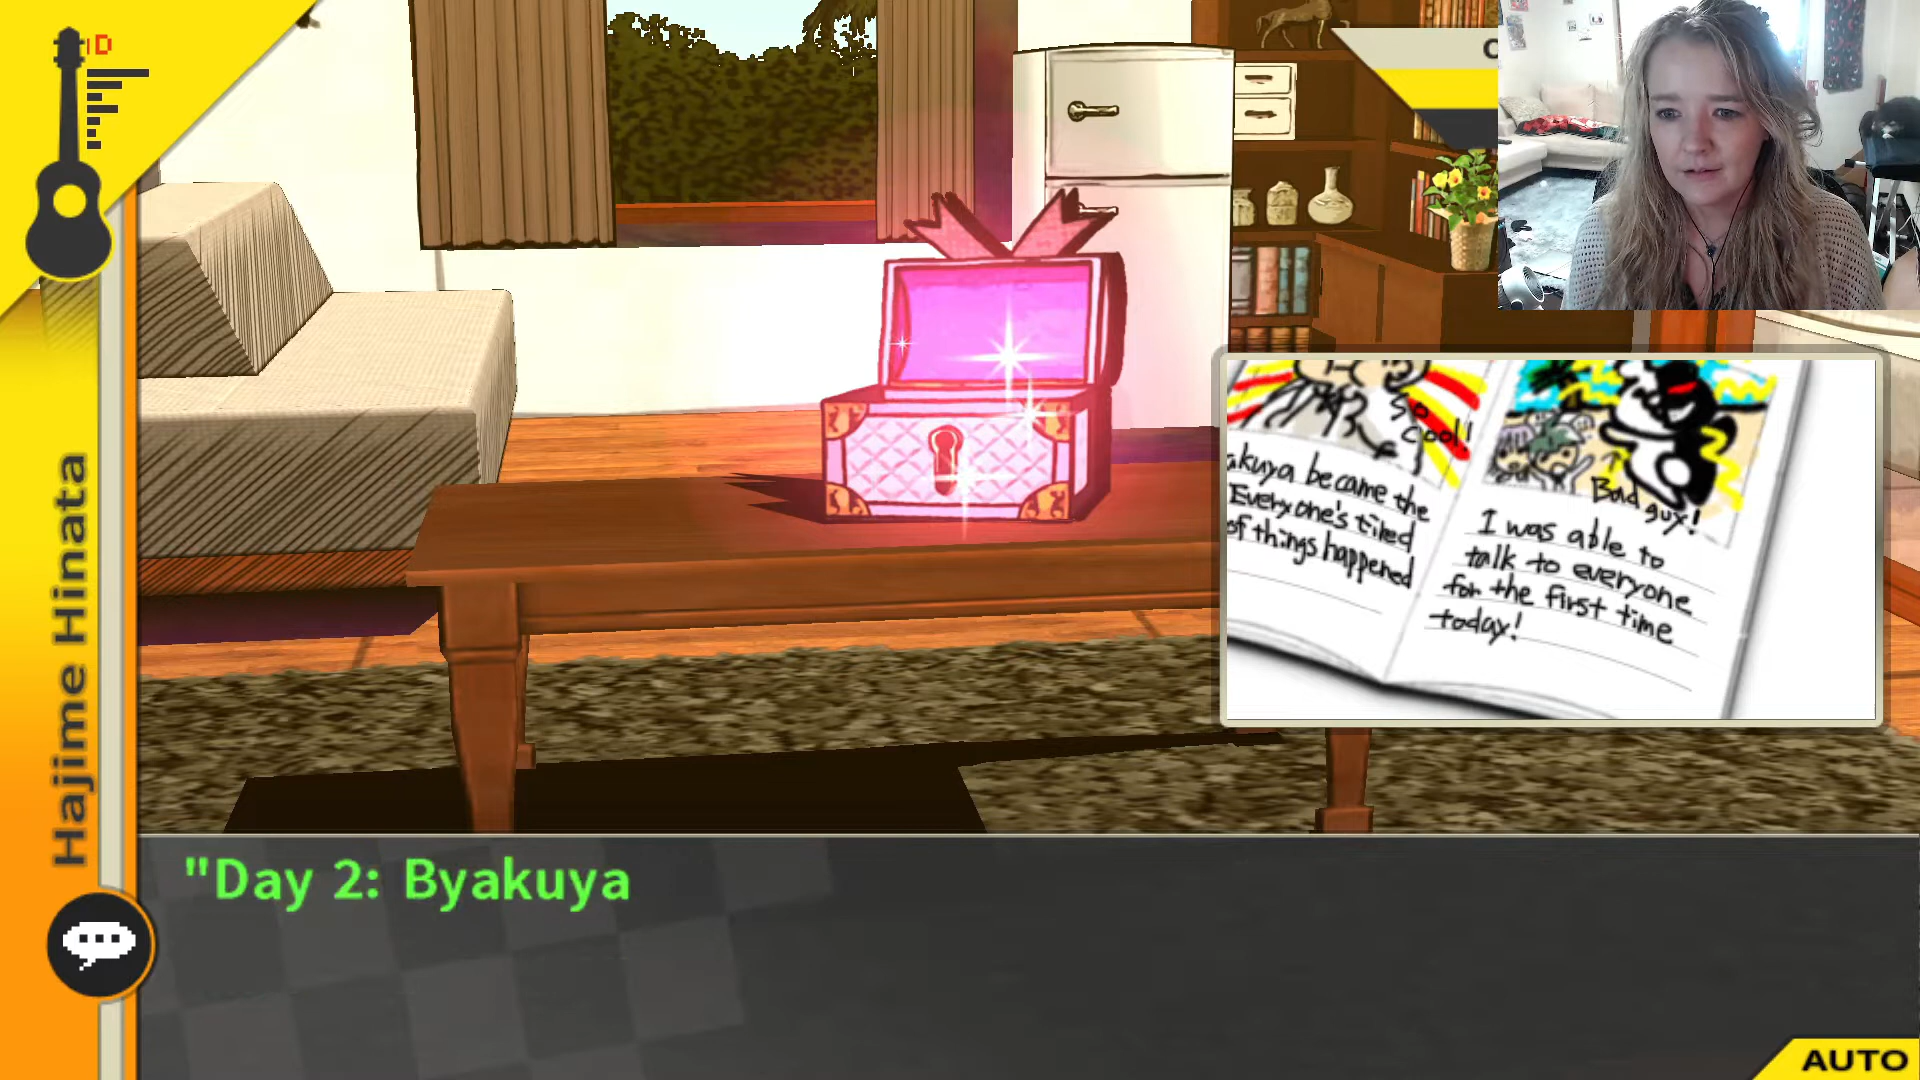 ID
Hajime Hinata
So
cool!
Bad
guy!
akuya became the
Everyone's tired
of things happened
I was able to
talk to everyone
for the first time
today!
"Day 2: Byakuya
AUTO